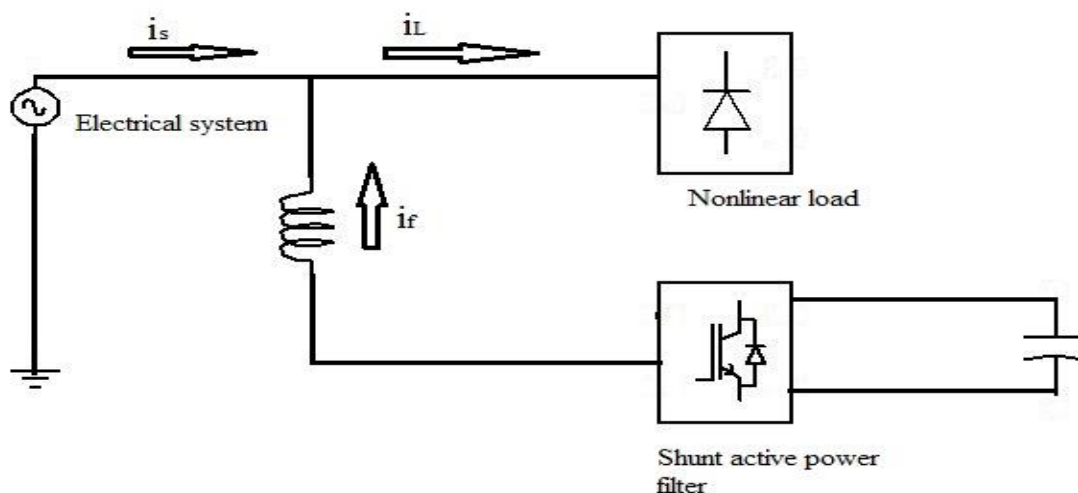 is
iL
Electrical system
Nonlinear load
if
Shunt active power
filter